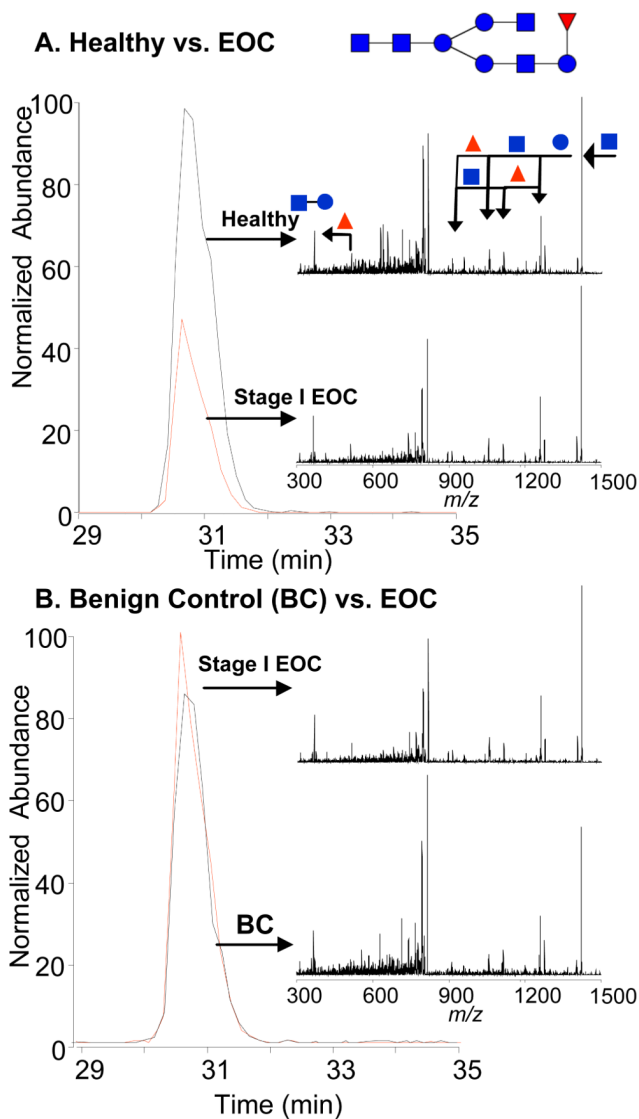 A. Healthy vs. EOC
Normalized Abundance
100
80
60
40
20
0
Healthy
Stage I EOC
300 600 900 1200 1500
m/z
29 31 33 35
Time (min)
B. Benign Control (BC) vs. EOC
Normalized Abundance
100
80
60
40
20
0
Stage I EOC
BC
300 600 900 1200 1500
m/z
29 31 33 35
Time (min)